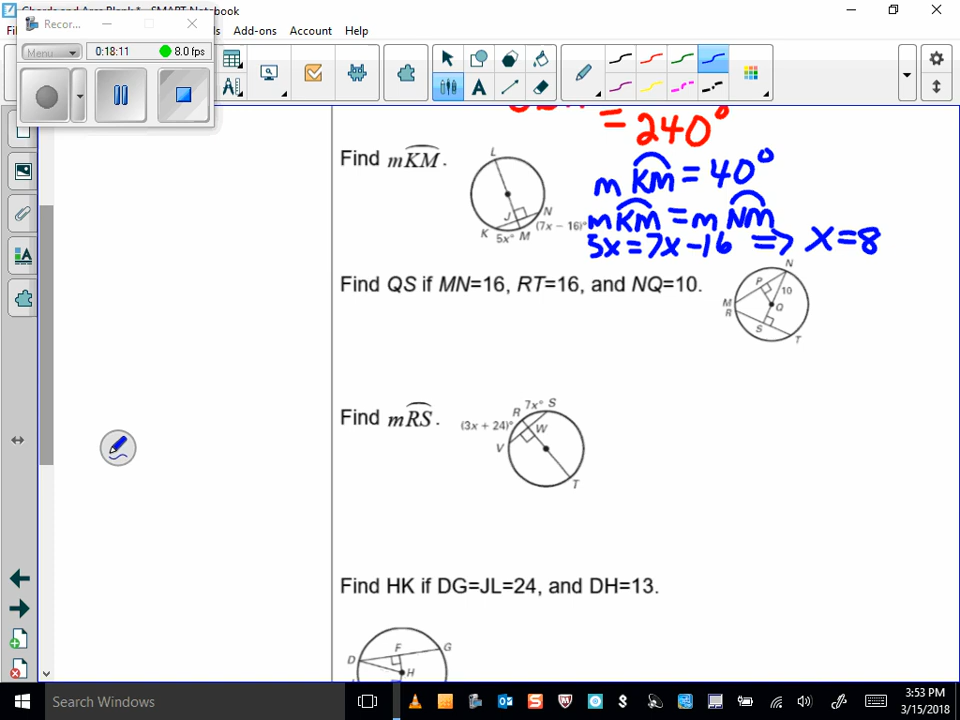 Chords and Arcs Blank* - SMART Notebook
Recor...
Fi
ls Add-ons Account Help
Menu 0:18:11 8.0 fps
=
240°
Find mKM. L J N K M 5x° (7x – 16)°
m KM = 40°
mKM = m NM
5x = 7x -16 => x=8
Find QS if MN=16, RT=16, and NQ=10.
N P 10 Q M R S T
Find mRS.
7x° R S (3x + 24)° W V T
Find HK if DG=JL=24, and DH=13.
D F G H
Search Windows
3:53 PM
3/15/2018